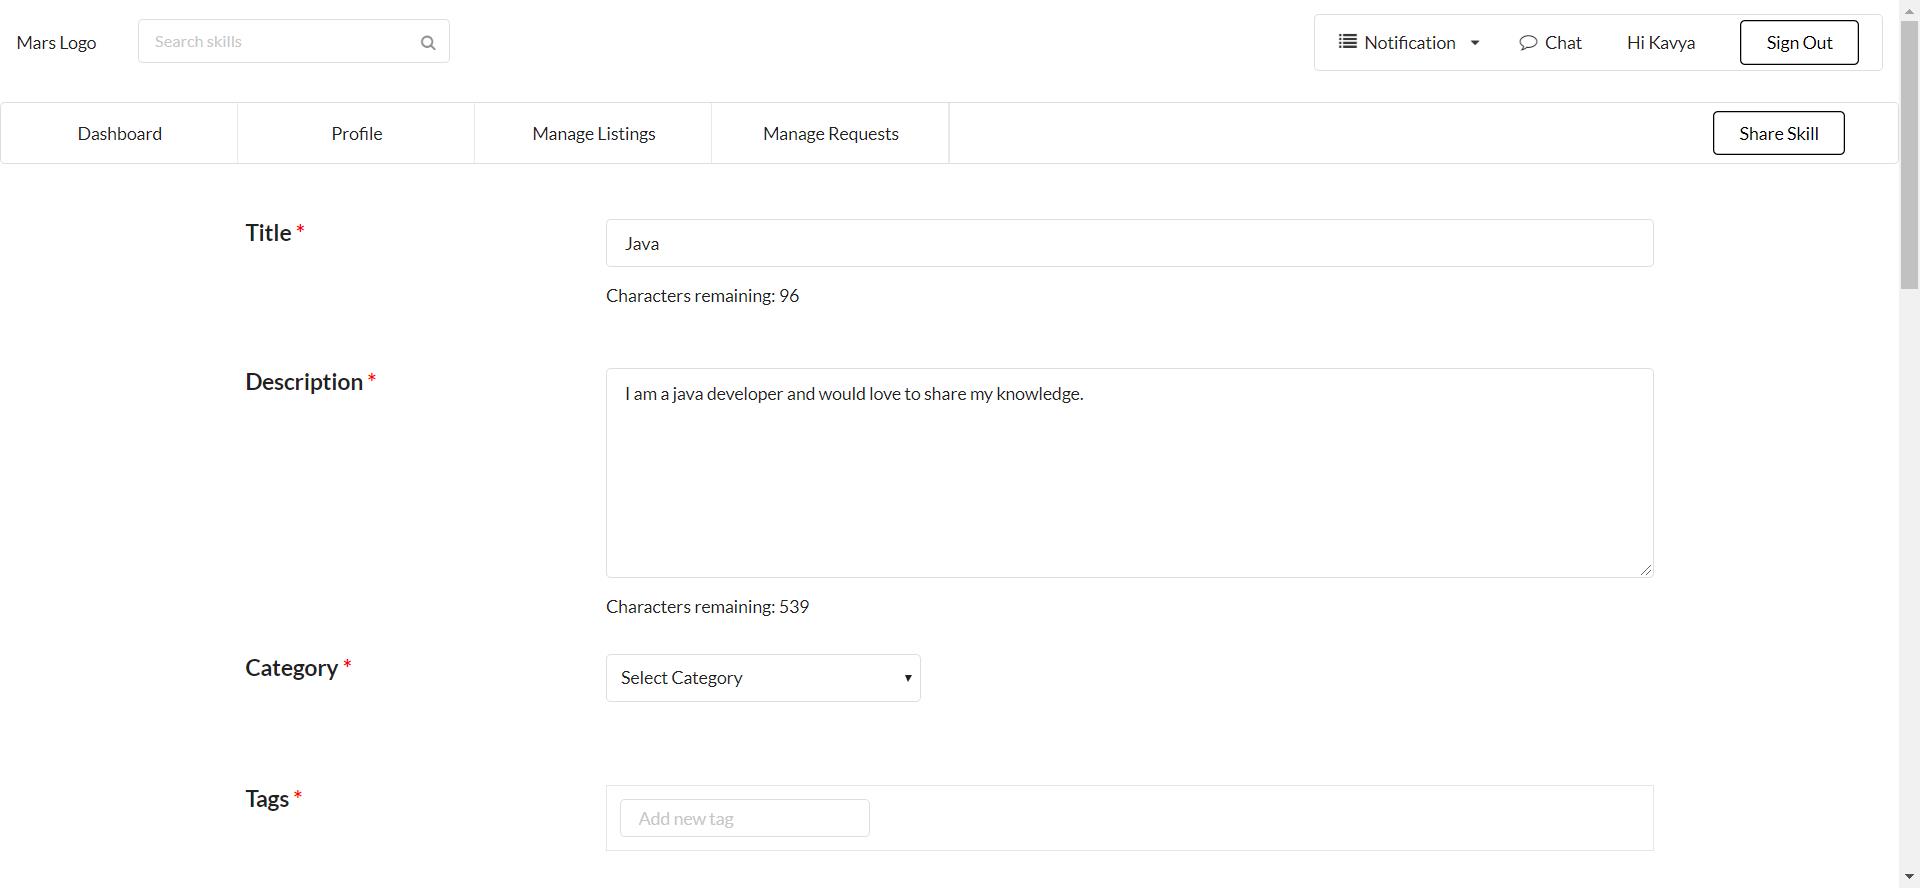 Mars Logo
Search skills
Notification
Chat
Hi Kavya
Sign Out
Dashboard
Profile
Manage Listings
Manage Requests
Share Skill
Title *
Java
Characters remaining: 96
Description *
I am a java developer and would love to share my knowledge.
Characters remaining: 539
Category *
Select Category
Tags *
Add new tag